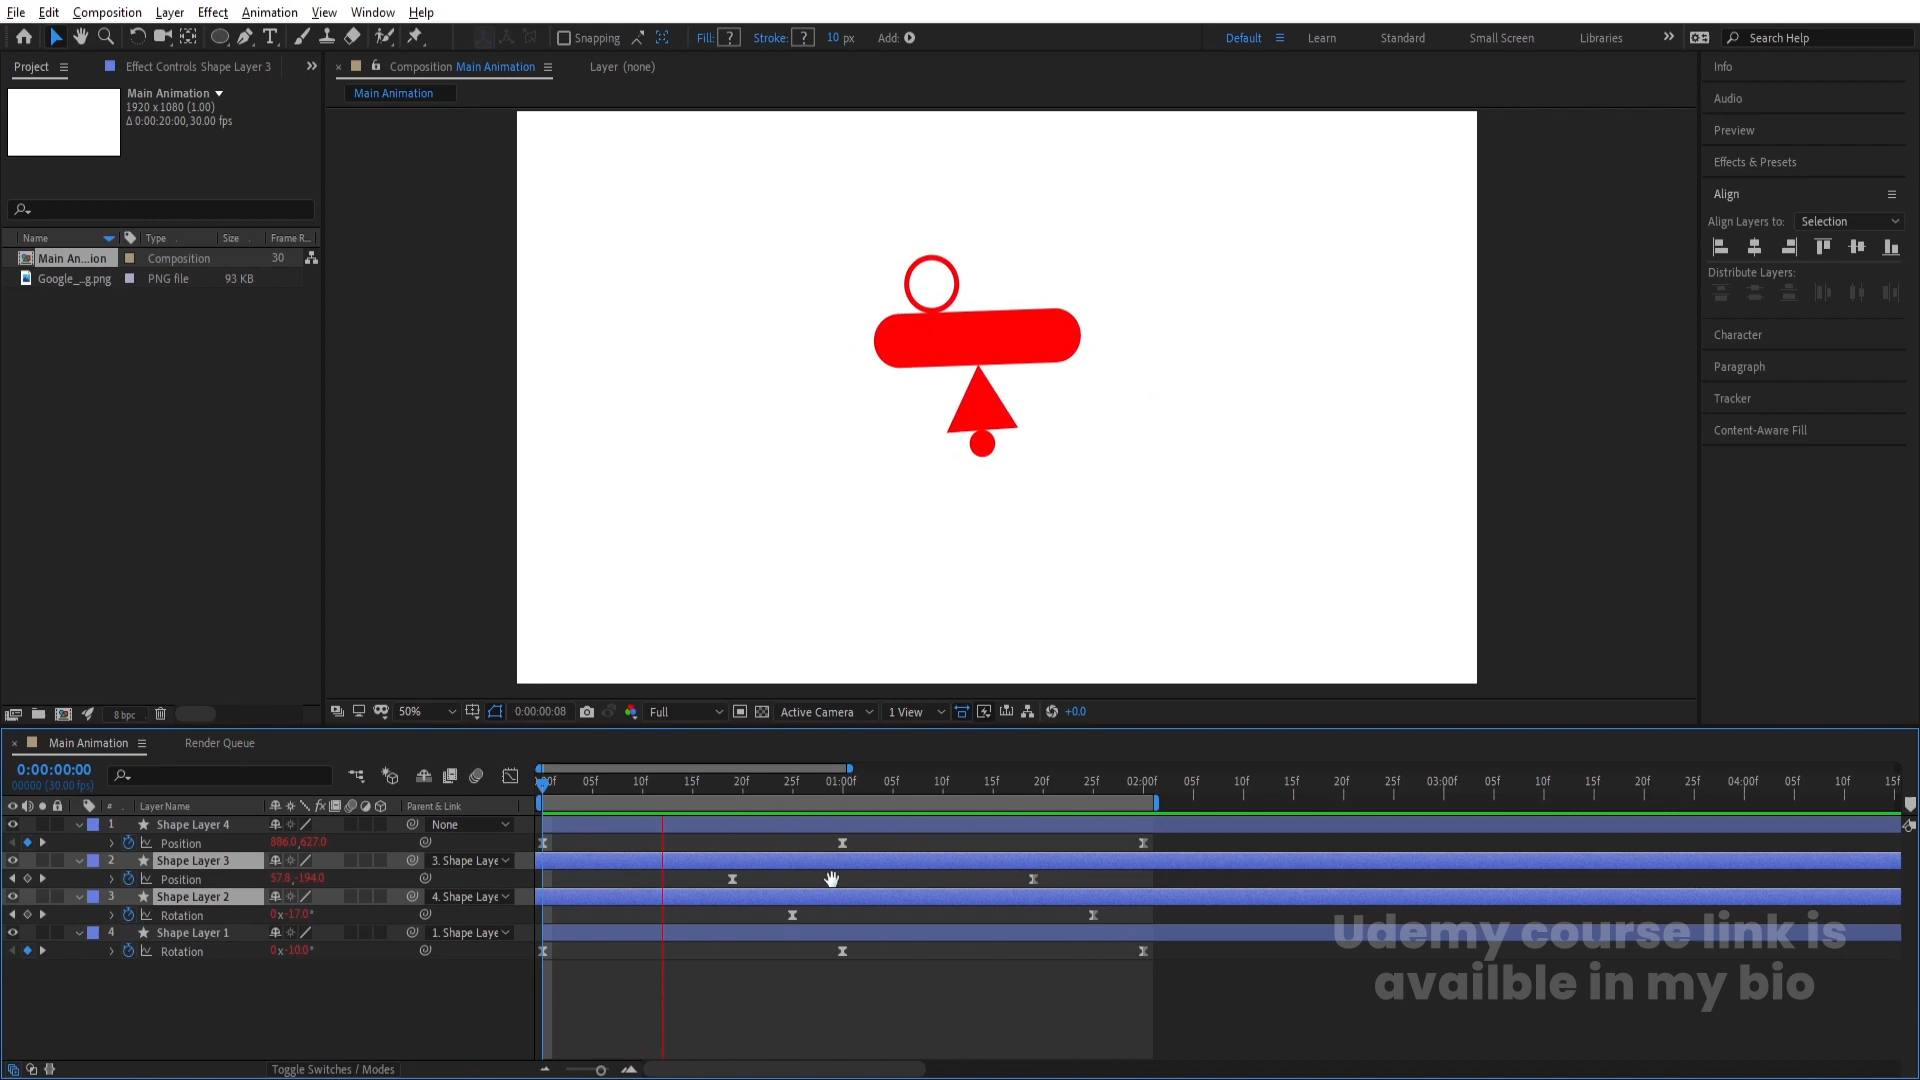 File Edit Composition Layer Effect Animation View Window Help
Snapping Fill: ? Stroke: ? 10 px Add: Default Learn Standard Small Screen Libraries Search Help
Project Effect Controls Shape Layer 3 Composition Main Animation Layer (none) Info
Main Animation
1920 x 1080 (1.00)
Δ 0:00:20:00, 30.00 fps
Main Animation
Audio
Preview
Effects & Presets
Align
Align Layers to: Selection
Distribute Layers:
Character
Paragraph
Tracker
Content-Aware Fill
Name Type Size Frame R...
Main An...ion Composition 30
Google_...g.png PNG file 93 KB
8 bpc 50% 0:00:00:08 Full Active Camera 1 View +0.0
Main Animation Render Queue
0:00:00:00
00000 (30.00 fps)
:00f 05f 10f 15f 20f 25f 01:00f 05f 10f 15f 20f 25f 02:00f 05f 10f 15f 20f 25f 03:00f 05f 10f 15f 20f 25f 04:00f 05f 10f 15f
# Layer Name fx Parent & Link
1 Shape Layer 4 None
Position 886.0,627.0
2 Shape Layer 3 3. Shape Laye
Position 57.8,-194.0
3 Shape Layer 2 4. Shape Laye
Rotation 0x-17.0°
4 Shape Layer 1 1. Shape Laye
Rotation 0x-10.0°
Udemy course link is
availble in my bio
Toggle Switches / Modes